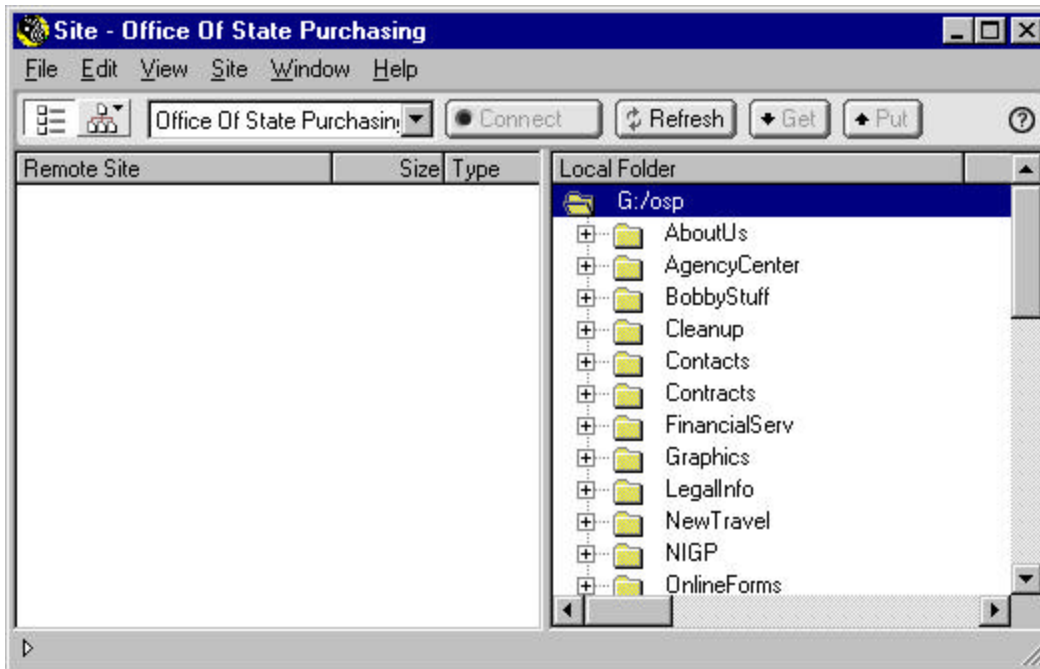 Site - Office Of State Purchasing
File Edit View Site Window Help
Office Of State Purchasin Connect Refresh Get Put
Remote Site Size Type Local Folder
G:/osp
AboutUs
AgencyCenter
BobbyStuff
Cleanup
Contacts
Contracts
FinancialServ
Graphics
LegalInfo
NewTravel
NIGP
OnlineForms